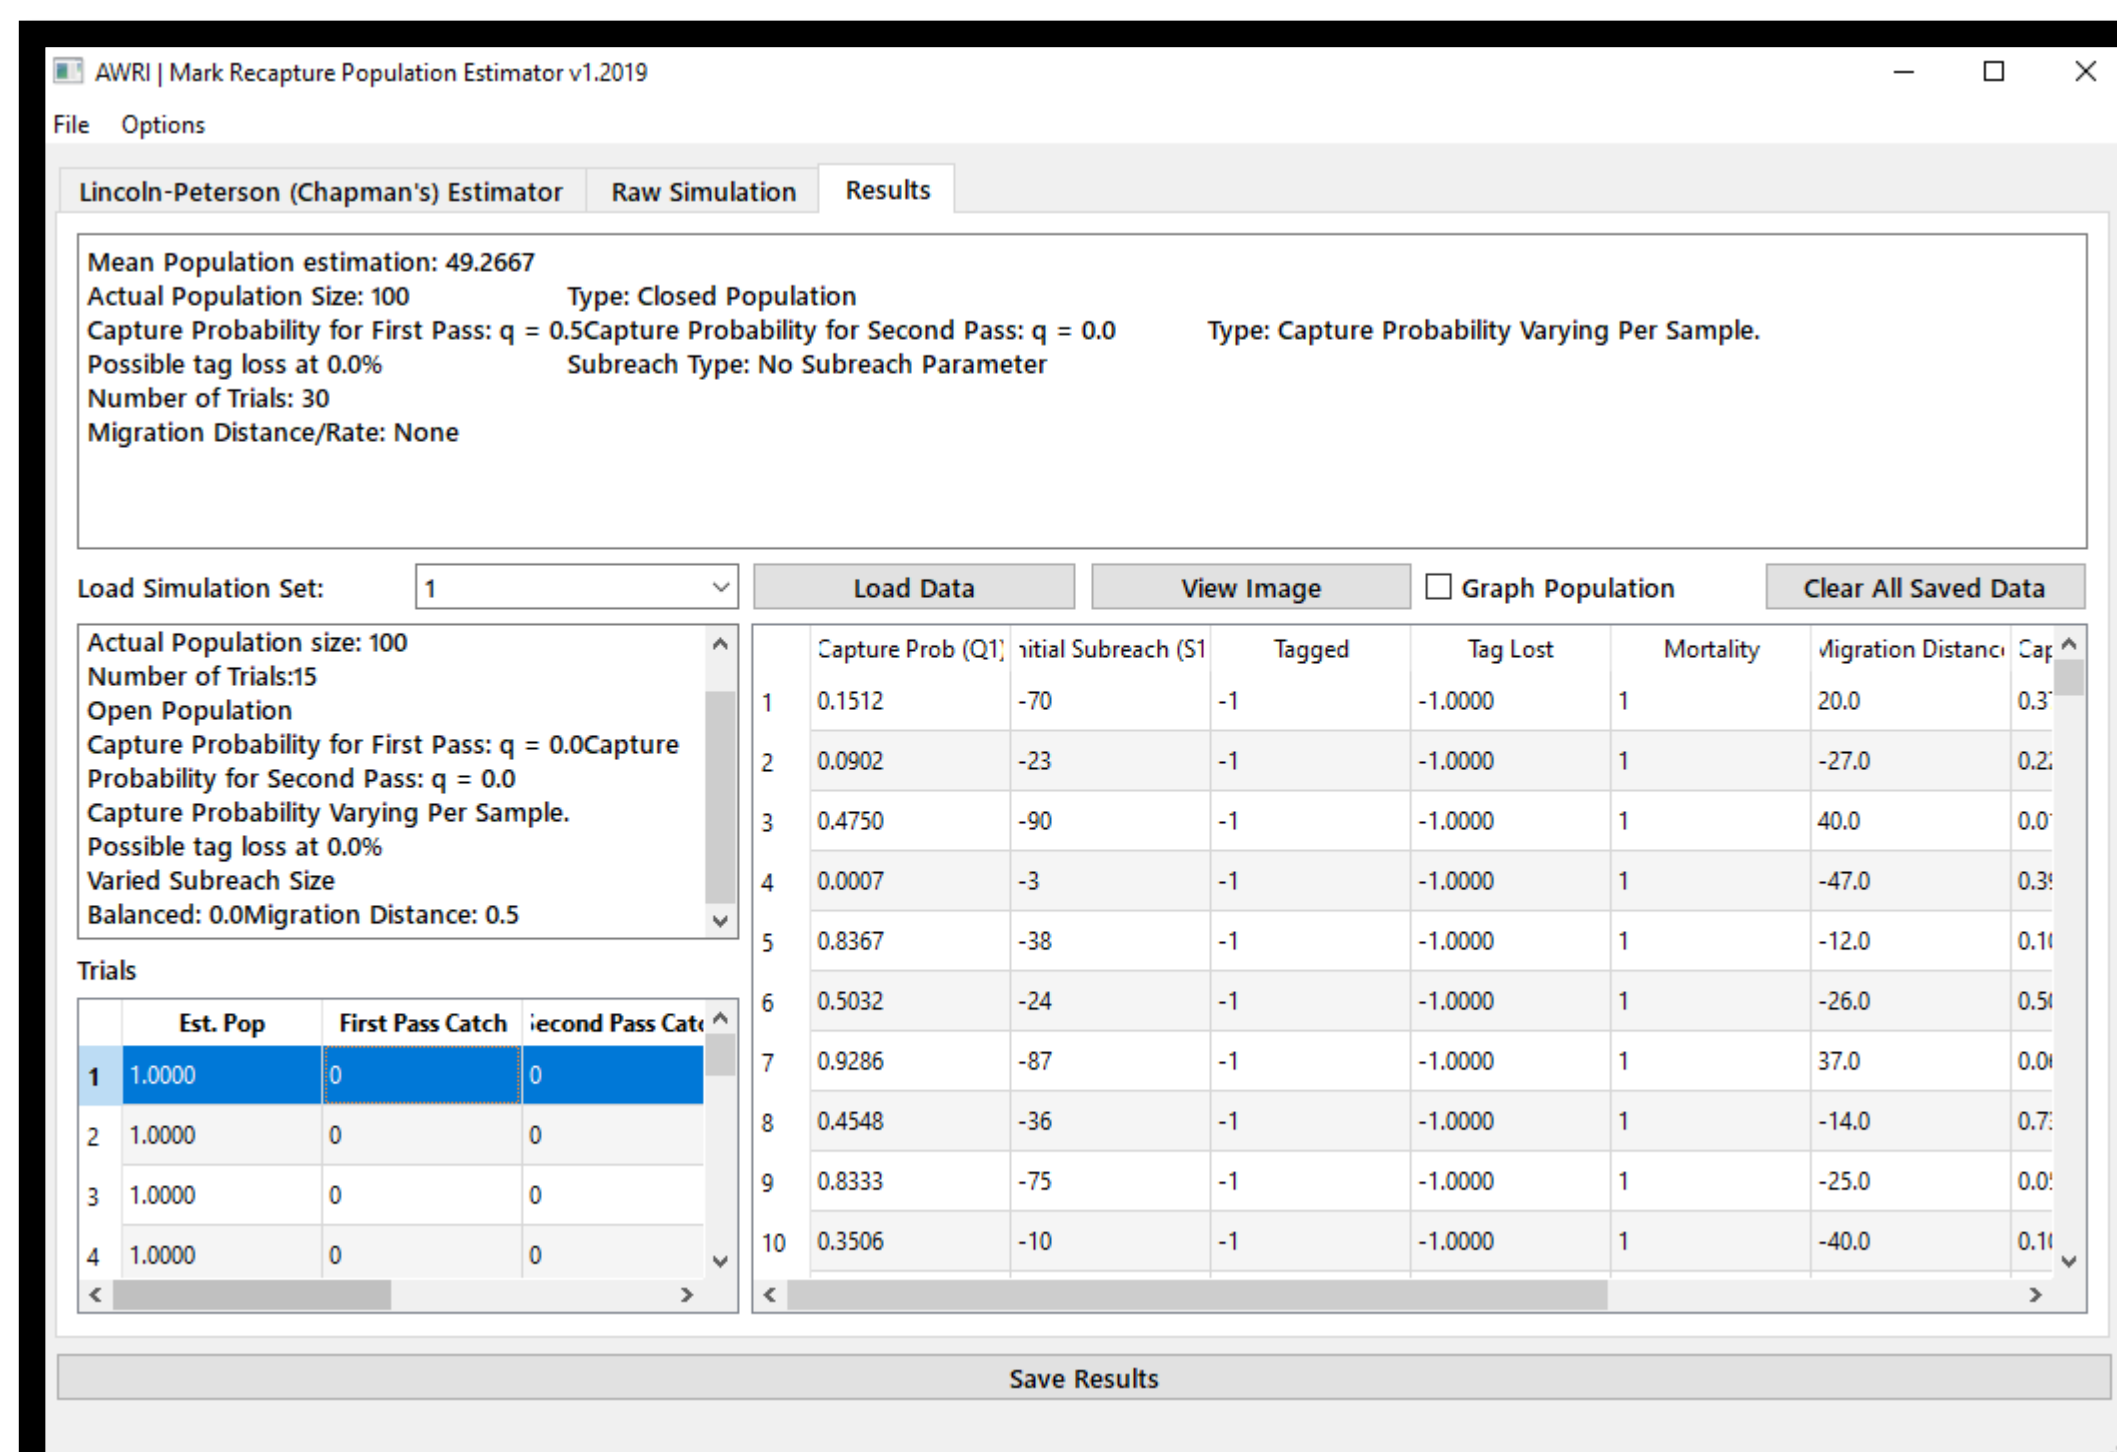 AWRI | Mark Recapture Population Estimator v1.2019
File Options
Lincoln-Peterson (Chapman's) Estimator Raw Simulation Results
Mean Population estimation: 49.2667
Actual Population Size: 100 Type: Closed Population
Capture Probability for First Pass: q = 0.5Capture Probability for Second Pass: q = 0.0 Type: Capture Probability Varying Per Sample.
Possible tag loss at 0.0% Subreach Type: No Subreach Parameter
Number of Trials: 30
Migration Distance/Rate: None
Load Simulation Set: 1 Load Data View Image Graph Population Clear All Saved Data
Actual Population size: 100
Number of Trials:15
Open Population
Capture Probability for First Pass: q = 0.0Capture
Probability for Second Pass: q = 0.0
Capture Probability Varying Per Sample.
Possible tag loss at 0.0%
Varied Subreach Size
Balanced: 0.0Migration Distance: 0.5
Trials
Est. Pop First Pass Catch Second Pass Catc
1 1.0000 0 0
2 1.0000 0 0
3 1.0000 0 0
4 1.0000 0 0
Capture Prob (Q1) nitial Subreach (S1 Tagged Tag Lost Mortality Migration Distanc Cap
1 0.1512 -70 -1 -1.0000 1 20.0
2 0.0902 -23 -1 -1.0000 1 -27.0
3 0.4750 -90 -1 -1.0000 1 40.0
4 0.0007 -3 -1 -1.0000 1 -47.0
5 0.8367 -38 -1 -1.0000 1 -12.0
6 0.5032 -24 -1 -1.0000 1 -26.0
7 0.9286 -87 -1 -1.0000 1 37.0
8 0.4548 -36 -1 -1.0000 1 -14.0
9 0.8333 -75 -1 -1.0000 1 -25.0
10 0.3506 -10 -1 -1.0000 1 -40.0
Save Results